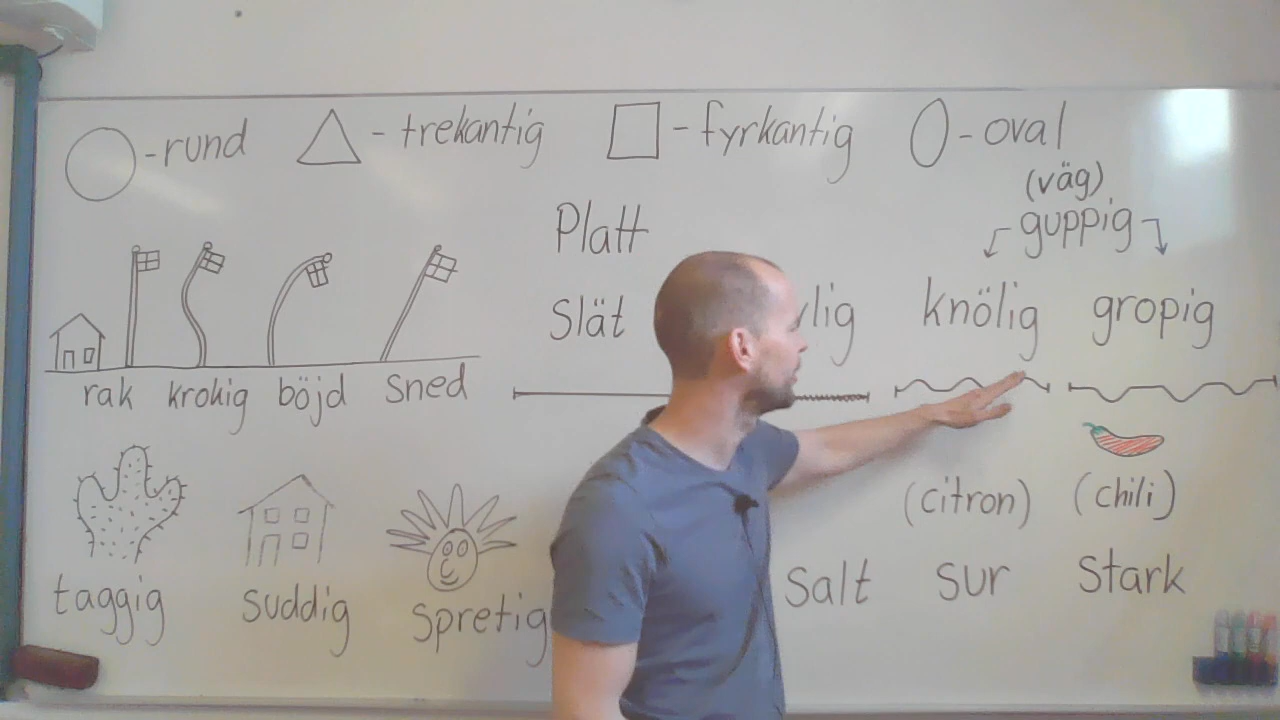 -rund - trekantig - fyrkantig - oval
(väg)
Platt guppig
Slät knölig gropig
rak krokig böjd sned
(citron) (chili)
taggig suddig spretig Salt sur Stark